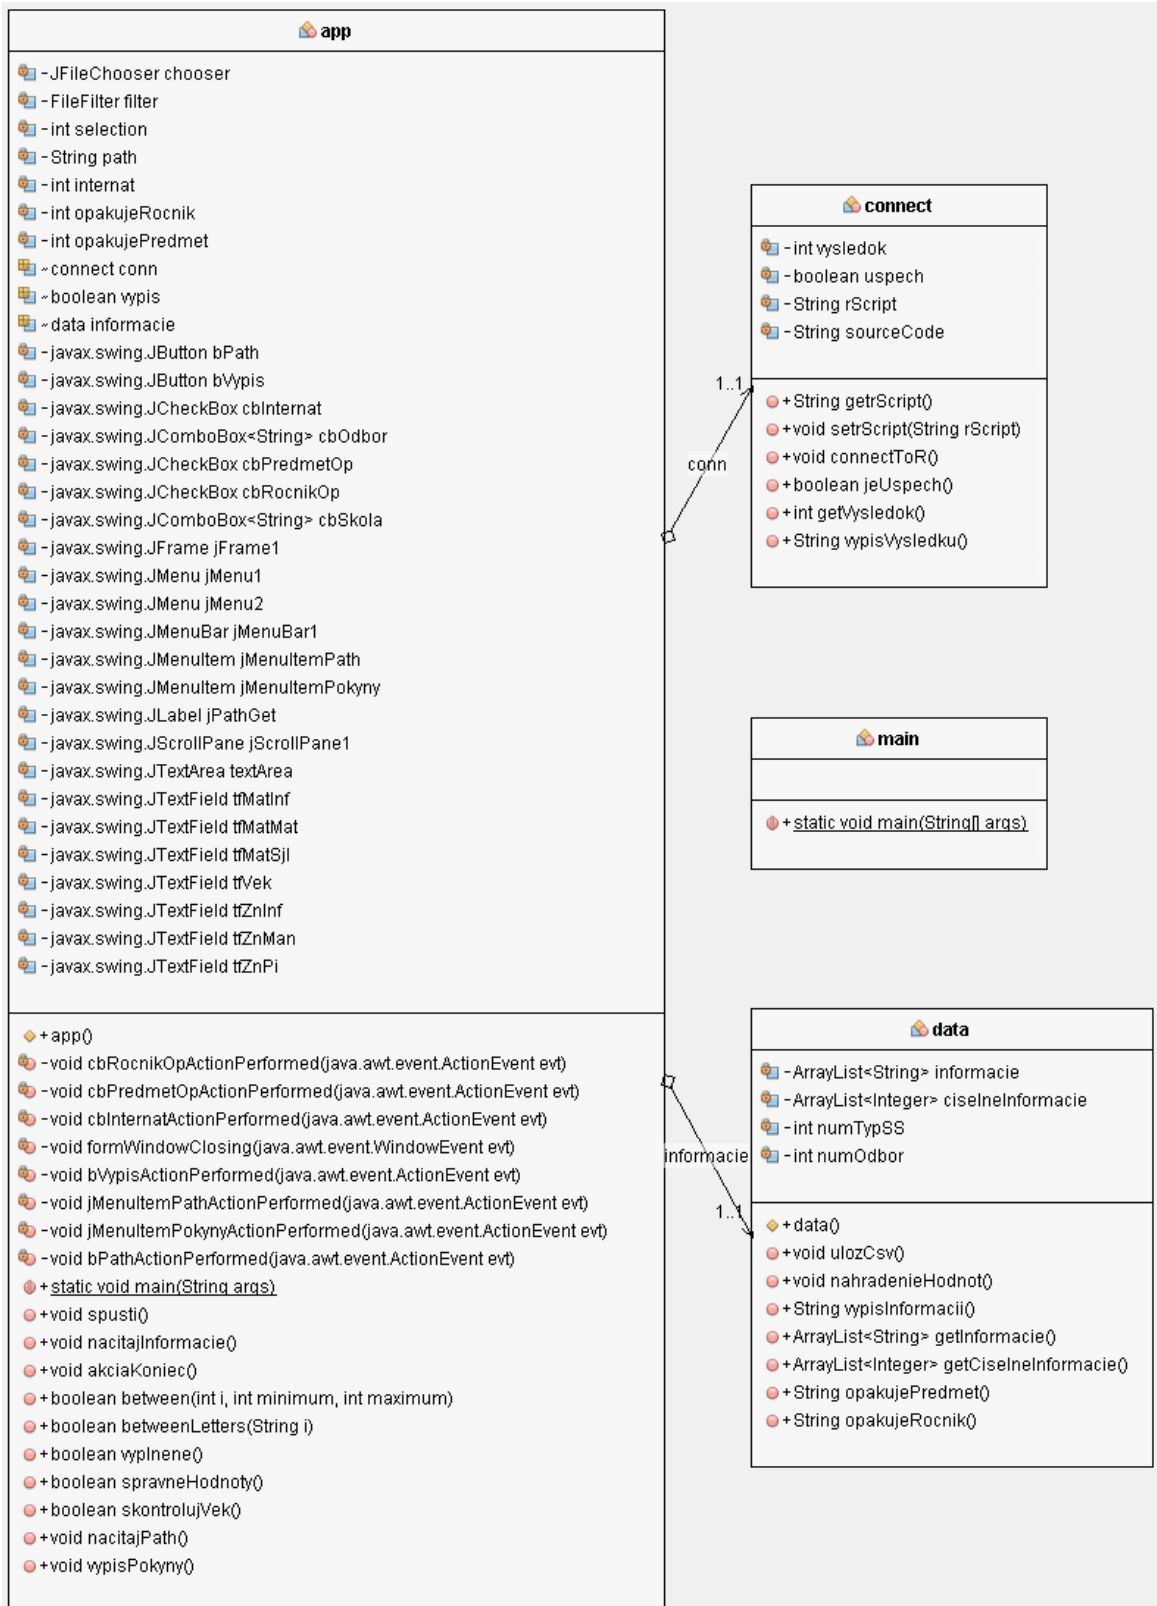 app
-JFileChooser chooser
-FileFilter filter
-int selection
-String path
-int internat
-int opakujeRocnik
-int opakujePredmet
~connect conn
~boolean vypis
~data informacie
-javax.swing.JButton bPath
-javax.swing.JButton bVypis
-javax.swing.JCheckBox cbInternat
-javax.swing.JComboBox<String> cbOdbor
-javax.swing.JCheckBox cbPredmetOp
-javax.swing.JCheckBox cbRocnikOp
-javax.swing.JComboBox<String> cbSkola
-javax.swing.JFrame jFrame1
-javax.swing.JMenu jMenu1
-javax.swing.JMenu jMenu2
-javax.swing.JMenuBar jMenuBar1
-javax.swing.JMenuItem jMenuItemPath
-javax.swing.JMenuItem jMenuItemPokyny
-javax.swing.JLabel jPathGet
-javax.swing.JScrollPane jScrollPane1
-javax.swing.JTextArea textArea
-javax.swing.JTextField tfMatInf
-javax.swing.JTextField tfMatMat
-javax.swing.JTextField tfMatSjl
-javax.swing.JTextField tfVek
-javax.swing.JTextField tfZnInf
-javax.swing.JTextField tfZnMan
-javax.swing.JTextField tfZnPi
+app()
-void cbRocnikOpActionPerformed(java.awt.event.ActionEvent evt)
-void cbPredmetOpActionPerformed(java.awt.event.ActionEvent evt)
-void cbInternatActionPerformed(java.awt.event.ActionEvent evt)
-void formWindowClosing(java.awt.event.WindowEvent evt)
-void bVypisActionPerformed(java.awt.event.ActionEvent evt)
-void jMenuItemPathActionPerformed(java.awt.event.ActionEvent evt)
-void jMenuItemPokynyActionPerformed(java.awt.event.ActionEvent evt)
-void bPathActionPerformed(java.awt.event.ActionEvent evt)
+static void main(String args)
+void spusti()
+void nacitajInformacie()
+void akciaKoniec()
+boolean between(int i, int minimum, int maximum)
+boolean betweenLetters(String i)
+boolean vyplnene()
+boolean spravneHodnoty()
+boolean skontrolujVek()
+void nacitajPath()
+void vypisPokyny()
1..1
conn
connect
-int vysledok
-boolean uspech
-String rScript
-String sourceCode
+String getrScript()
+void setrScript(String rScript)
+void connectToR()
+boolean jeUspech()
+int getVysledok()
+String vypisVysledku()
main
+static void main(String[] args)
informacie
1..1
data
-ArrayList<String> informacie
-ArrayList<Integer> ciselneInformacie
-int numTypSS
-int numOdbor
+data()
+void ulozCsv()
+void nahradenieHodnot()
+String vypisInformacii()
+ArrayList<String> getInformacie()
+ArrayList<Integer> getCiselneInformacie()
+String opakujePredmet()
+String opakujeRocnik()